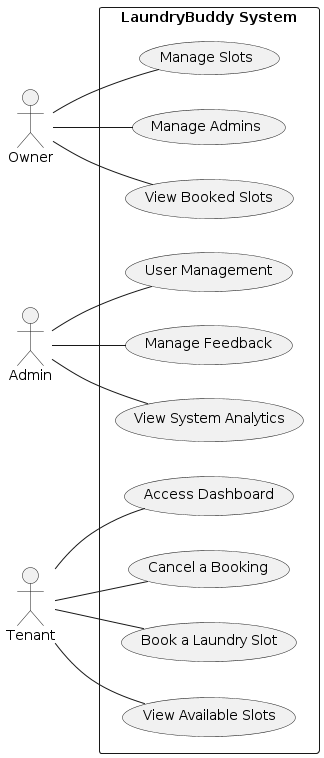 LaundryBuddy System
Manage Slots
Manage Admins
Owner
View Booked Slots
User Management
Manage Feedback
Admin
View System Analytics
Access Dashboard
Cancel a Booking
Tenant
Book a Laundry Slot
View Available Slots